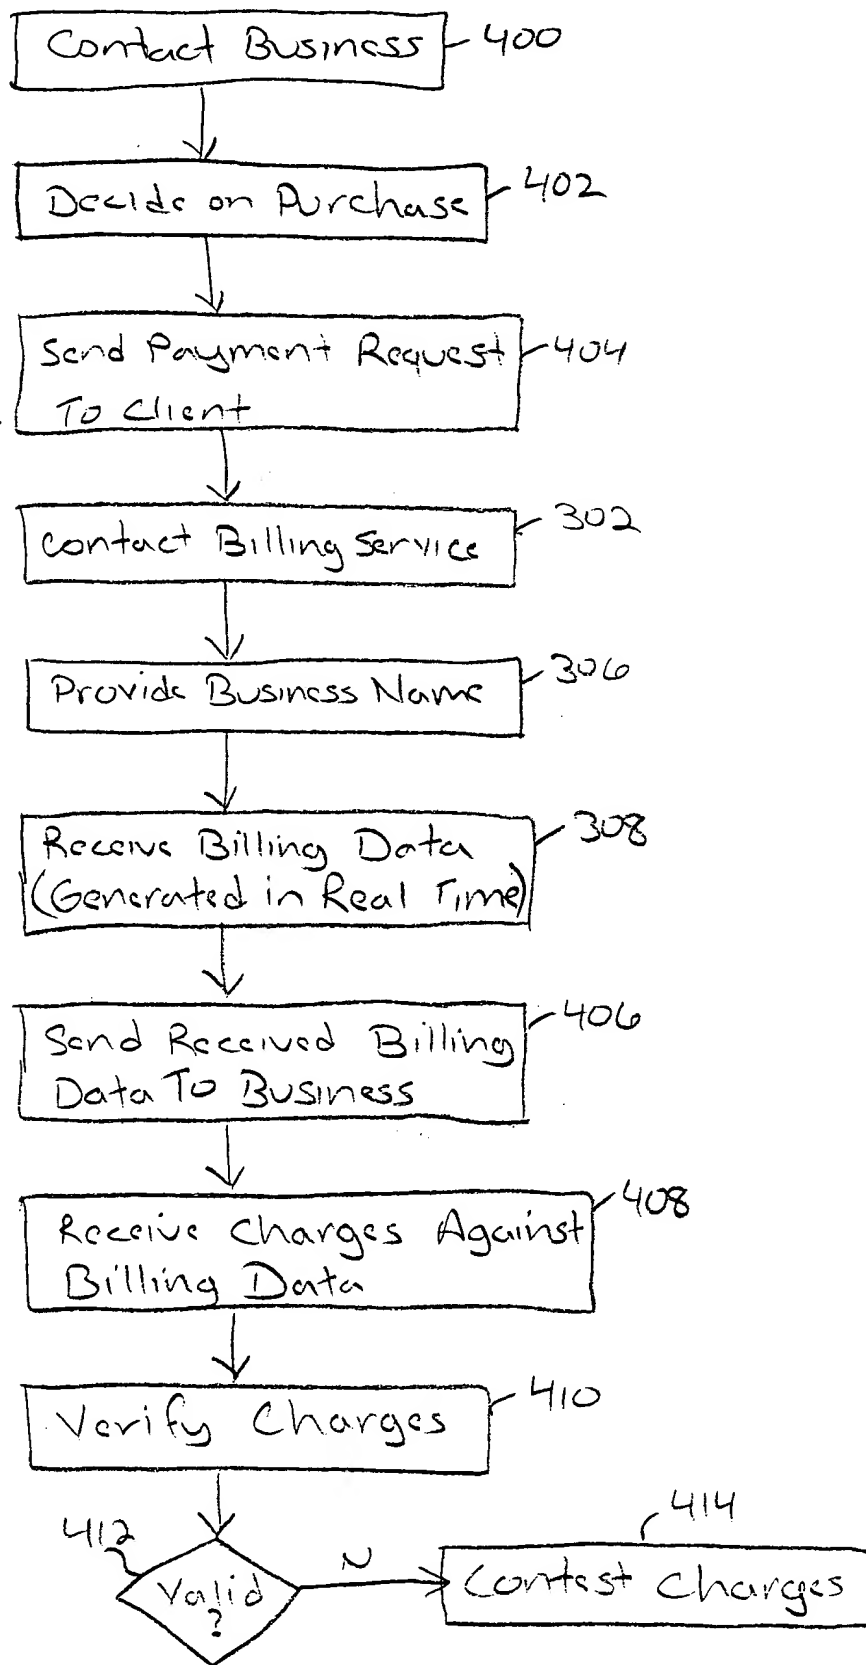 Contact Business 400
Decide on Purchase 402
Send Payment Request 404
To Client
Contact Billing Service 302
Provide Business Name 306
Receive Billing Data 308
(Generated in Real Time)
Send Received Billing 406
Data To Business
Receive Charges Against 408
Billing Data
Verify Charges 410
412 Valid ? N
Contest Charges 414